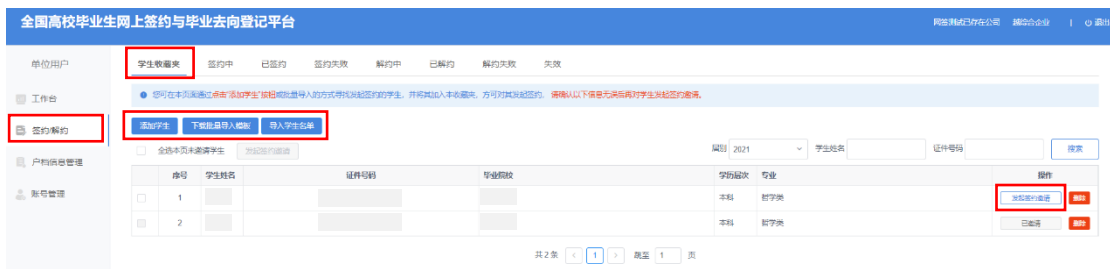 全国高校毕业生网上签约与毕业去向登记平台
网签测试已存在公司 | 退出
单位用户
工作台
签约/解约
户档信息管理
账号管理
学生收藏夹 签约中 已签约 签约失败 解约中 已解约 解约失败 失效
您可在本页面通过点击"添加学生"按钮或批量导入的方式寻找发起签约的学生，并将其加入本收藏夹，方可对其发起签约。请确认以下信息无误后再对学生发起签约邀请。
添加学生 下载批量导入模板 导入学生名单
全选本页未邀请学生 发起签约邀请 届别 2021 学生姓名 证件号码 搜索
序号 学生姓名 证件号码 毕业院校 学历层次 专业 操作
1 本科 哲学类 发起签约邀请 删除
2 本科 哲学类 已邀请 删除
共2条 < 1 > 跳至 1 页